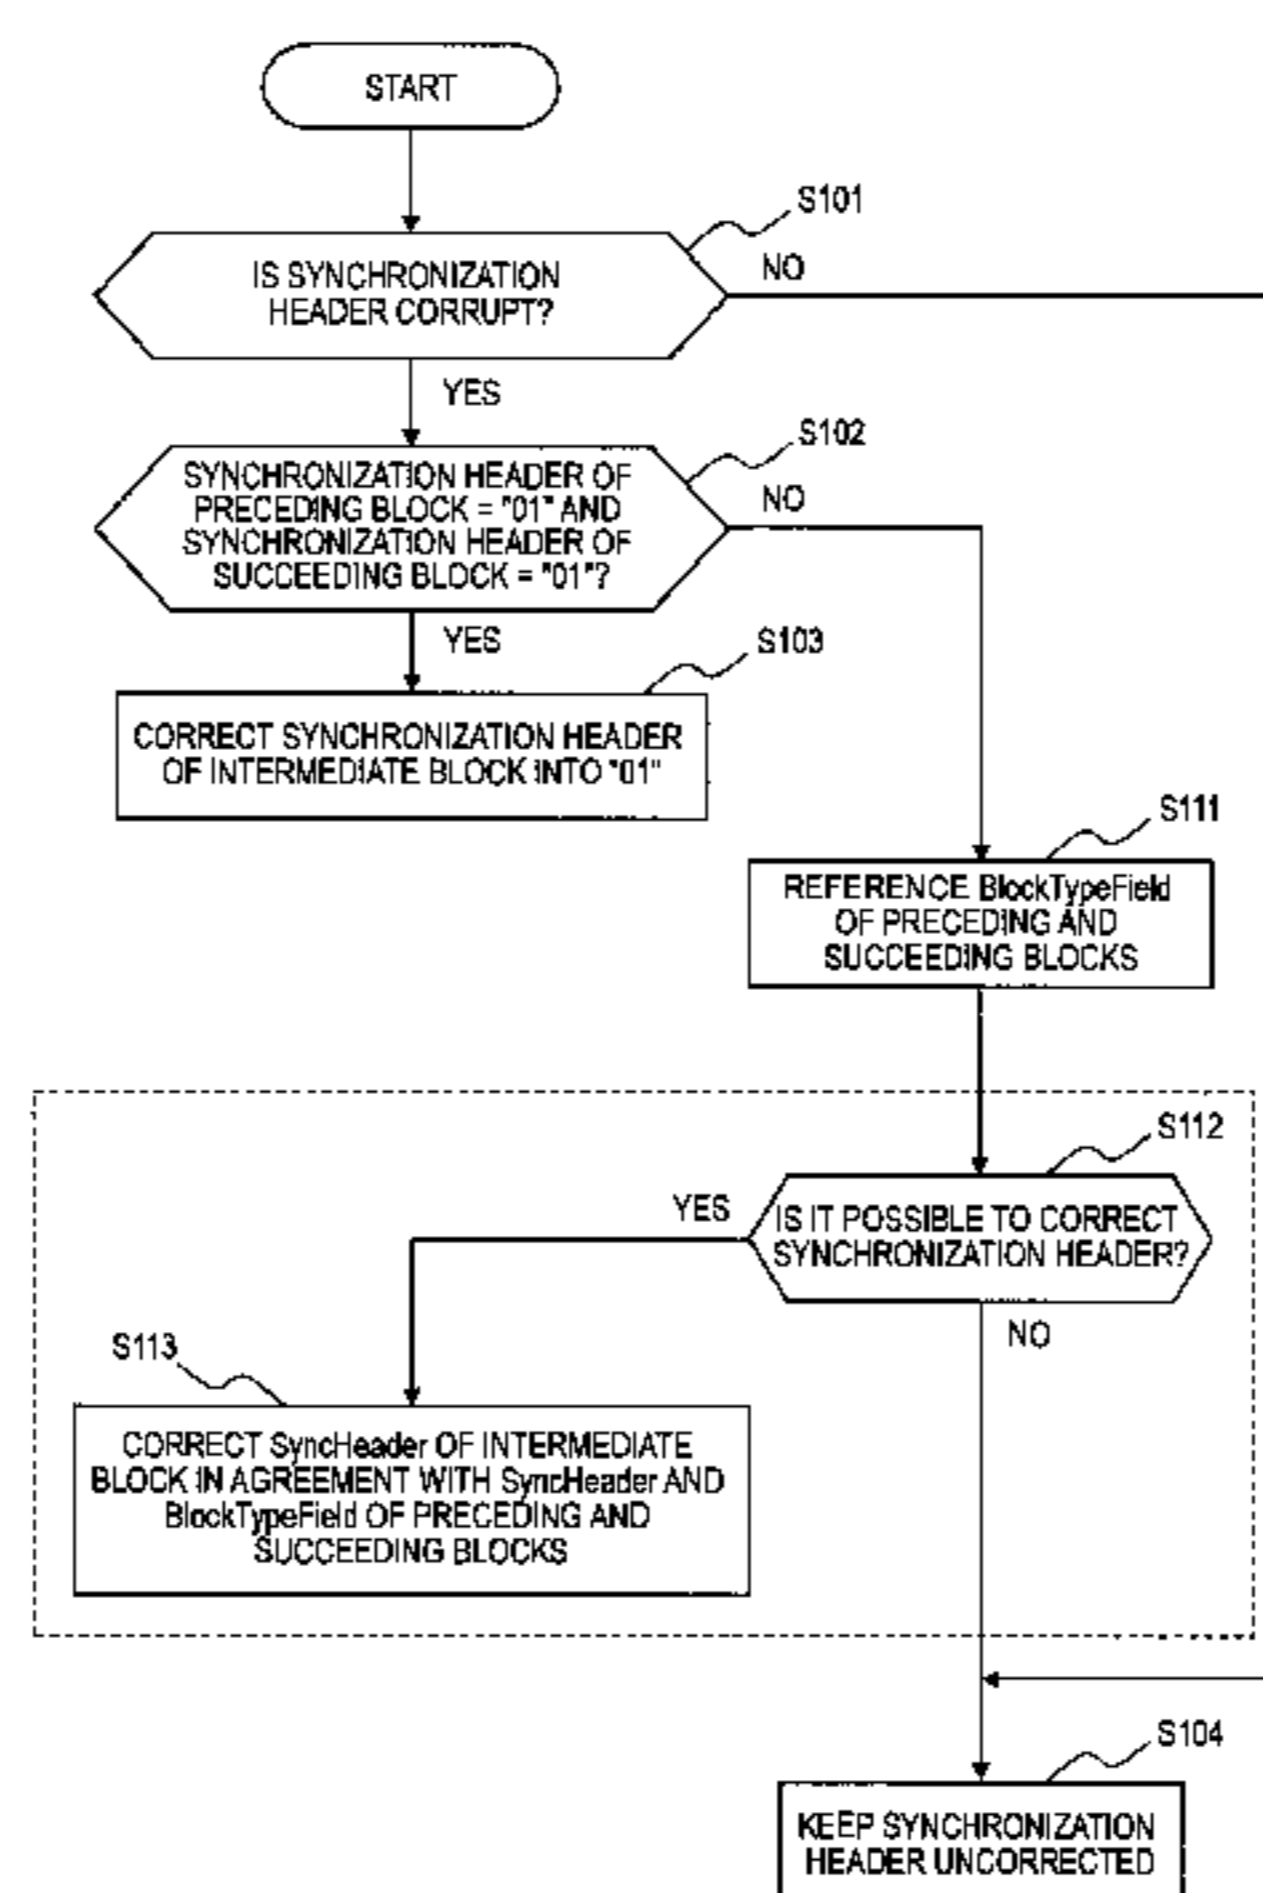 START
S101
IS SYNCHRONIZATION
HEADER CORRUPT?
NO
YES
S102
SYNCHRONIZATION HEADER OF
PRECEDING BLOCK = "01" AND
SYNCHRONIZATION HEADER OF
SUCCEEDING BLOCK = "01"?
NO
YES
S103
CORRECT SYNCHRONIZATION HEADER
OF INTERMEDIATE BLOCK INTO "01"
S111
REFERENCE BlockTypeField
OF PRECEDING AND
SUCCEEDING BLOCKS
S112
IS IT POSSIBLE TO CORRECT
SYNCHRONIZATION HEADER?
YES
NO
S113
CORRECT SyncHeader OF INTERMEDIATE
BLOCK IN AGREEMENT WITH SyncHeader AND
BlockTypeField OF PRECEDING AND
SUCCEEDING BLOCKS
S104
KEEP SYNCHRONIZATION
HEADER UNCORRECTED